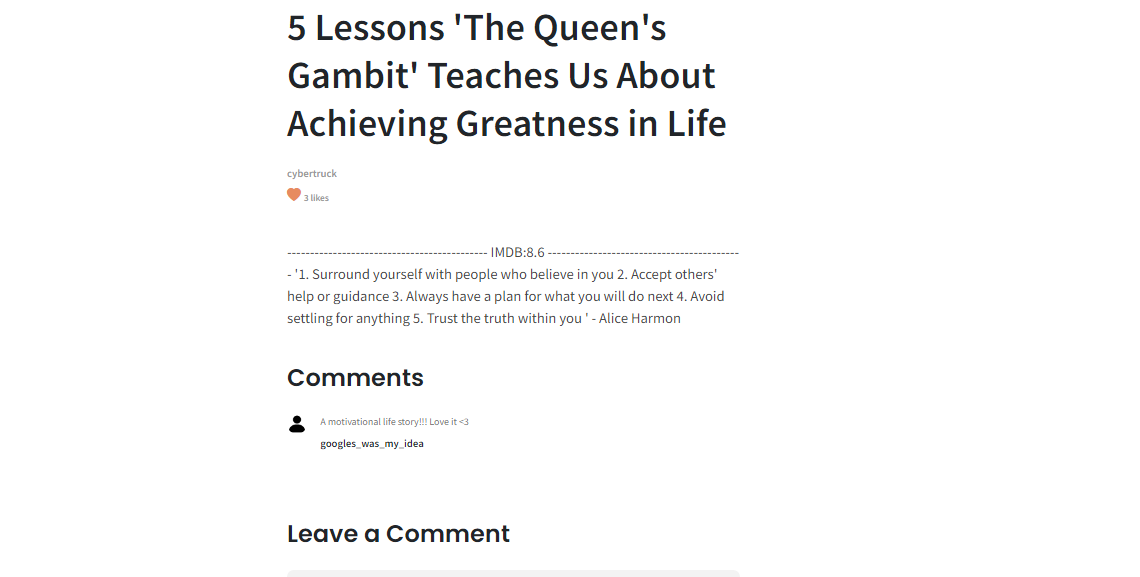 5 Lessons 'The Queen's
Gambit' Teaches Us About
Achieving Greatness in Life
cybertruck
3 likes
-------------------------------------------- IMDB:8.6 ------------------------------------------
- '1. Surround yourself with people who believe in you 2. Accept others'
help or guidance 3. Always have a plan for what you will do next 4. Avoid
settling for anything 5. Trust the truth within you ' - Alice Harmon
Comments
A motivational life story!!! Love it <3
googles_was_my_idea
Leave a Comment